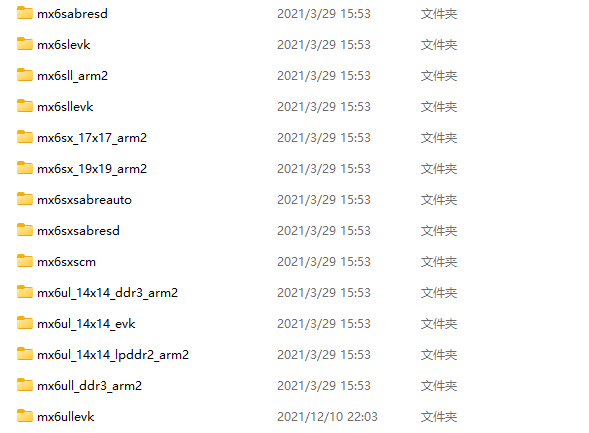 mx6sabresd 2021/3/29 15:53 文件夹
mx6slevk 2021/3/29 15:53 文件夹
mx6sll_arm2 2021/3/29 15:53 文件夹
mx6sllevk 2021/3/29 15:53 文件夹
mx6sx_17x17_arm2 2021/3/29 15:53 文件夹
mx6sx_19x19_arm2 2021/3/29 15:53 文件夹
mx6sxsabreauto 2021/3/29 15:53 文件夹
mx6sxsabresd 2021/3/29 15:53 文件夹
mx6sxscm 2021/3/29 15:53 文件夹
mx6ul_14x14_ddr3_arm2 2021/3/29 15:53 文件夹
mx6ul_14x14_evk 2021/3/29 15:53 文件夹
mx6ul_14x14_lpddr2_arm2 2021/3/29 15:53 文件夹
mx6ull_ddr3_arm2 2021/3/29 15:53 文件夹
mx6ullevk 2021/12/10 22:03 文件夹